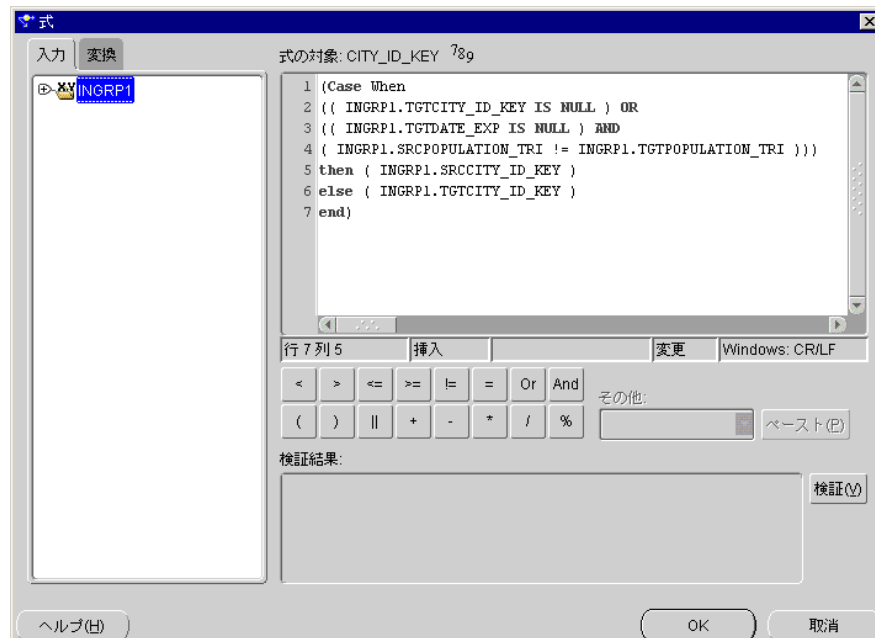 式
入力 変換
INGRP1
式の対象: CITY_ID_KEY 789
1 (Case When
2 (( INGRP1.TGTCITY_ID_KEY IS NULL ) OR
3 (( INGRP1.TGTDATE_EXP IS NULL ) AND
4 ( INGRP1.SRCPOPULATION_TRI != INGRP1.TGTPOPULATION_TRI )))
5 then ( INGRP1.SRCCITY_ID_KEY )
6 else ( INGRP1.TGTCITY_ID_KEY )
7 end)
行 7 列 5 挿入 変更 Windows: CR/LF
< > <= >= != = Or And
その他:
( ) || + - * / % ペースト(P)
検証結果:
検証(V)
ヘルプ(H) OK 取消